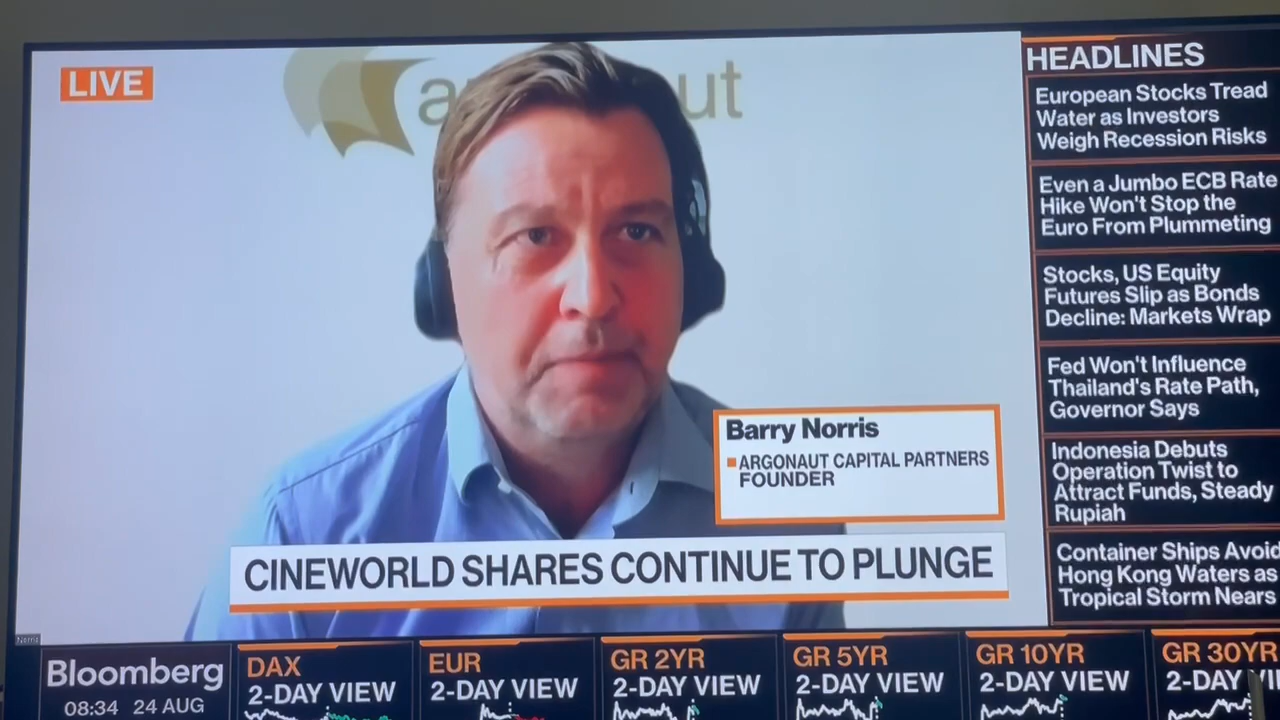 LIVE
Barry Norris
ARGONAUT CAPITAL PARTNERS
FOUNDER
CINEWORLD SHARES CONTINUE TO PLUNGE
HEADLINES
European Stocks Tread
Water as Investors
Weigh Recession Risks
Even a Jumbo ECB Rate
Hike Won't Stop the
Euro From Plummeting
Stocks, US Equity
Futures Slip as Bonds
Decline: Markets Wrap
Fed Won't Influence
Thailand's Rate Path,
Governor Says
Indonesia Debuts
Operation Twist to
Attract Funds, Steady
Rupiah
Container Ships Avoid
Hong Kong Waters as
Tropical Storm Nears
Norris
Bloomberg
08:34 24 AUG
DAX
2-DAY VIEW
EUR
2-DAY VIEW
GR 2YR
2-DAY VIEW
GR 5YR
2-DAY VIEW
GR 10YR
2-DAY VIEW
GR 30YR
2-DAY